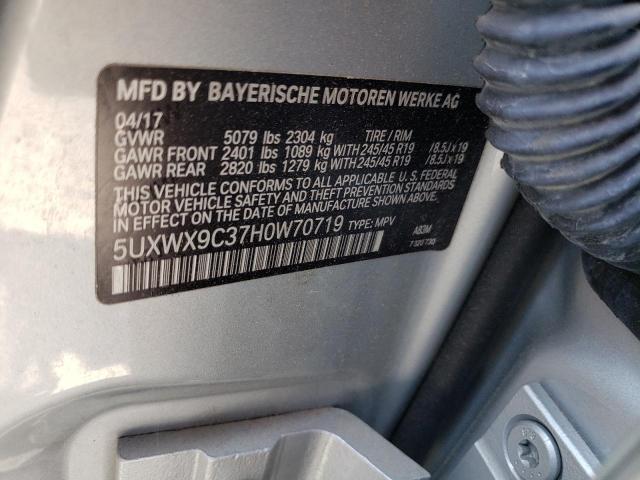 MFD BY BAYERISCHE MOTOREN WERKE AG
04/17
GVWR 5079 lbs 2304 kg TIRE / RIM
GAWR FRONT 2401 lbs 1089 kg WITH 245/45 R19 /8.5J x 19
GAWR REAR 2820 lbs 1279 kg WITH 245/45 R19 /8.5J x 19
THIS VEHICLE CONFORMS TO ALL APPLICABLE U. S. FEDERAL
MOTOR VEHICLE SAFETY AND THEFT PREVENTION STANDARDS
IN EFFECT ON THE DATE OF MANUFACTURE SHOWN ABOVE.
5UXWX9C37H0W70719 TYPE: MPV
A83M
7 320 730